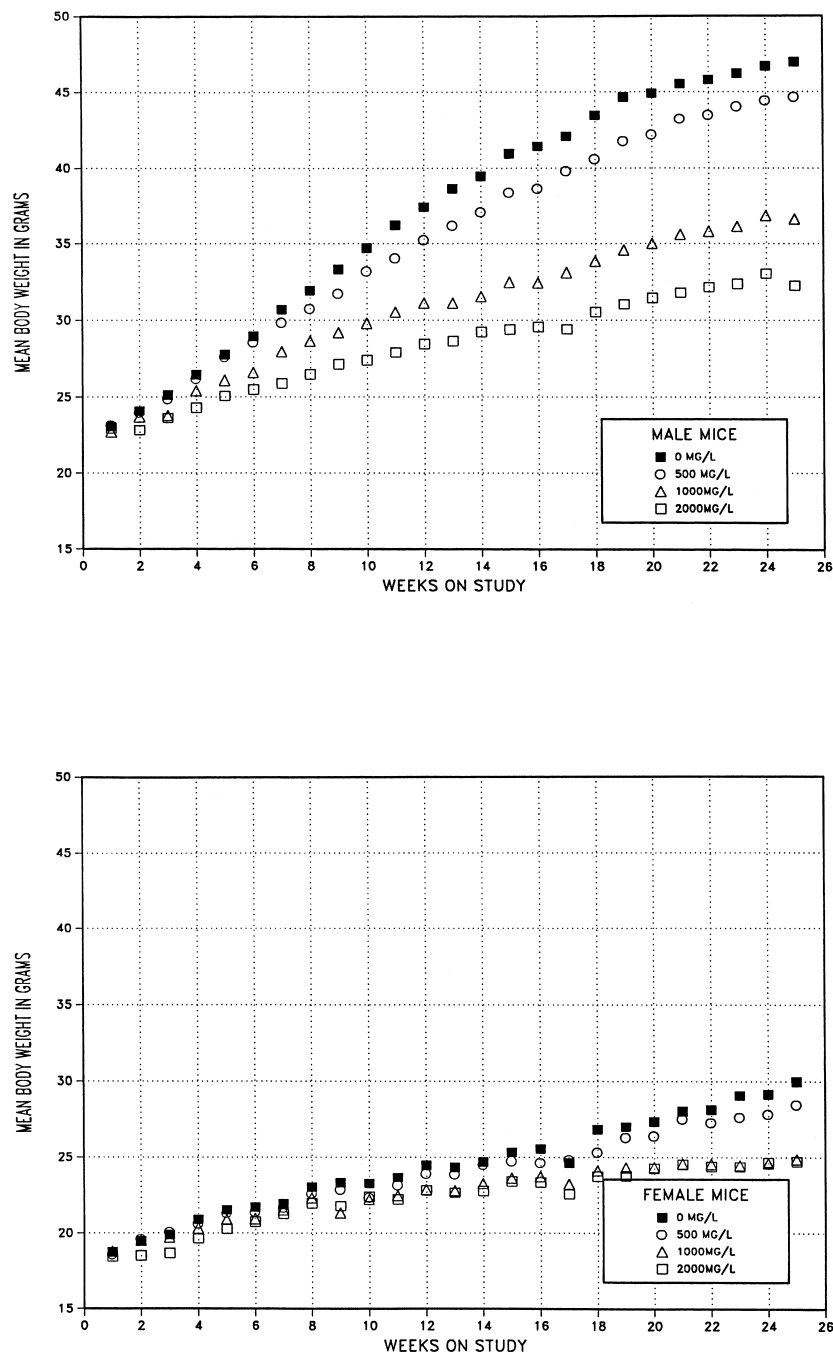 50
45
40
35
30
25
20
15
MEAN BODY WEIGHT IN GRAMS
MALE MICE
0 MG/L
500 MG/L
1000MG/L
2000MG/L
0 2 4 6 8 10 12 14 16 18 20 22 24 26
WEEKS ON STUDY
50
45
40
35
30
25
20
15
MEAN BODY WEIGHT IN GRAMS
FEMALE MICE
0 MG/L
500 MG/L
1000MG/L
2000MG/L
0 2 4 6 8 10 12 14 16 18 20 22 24 26
WEEKS ON STUDY